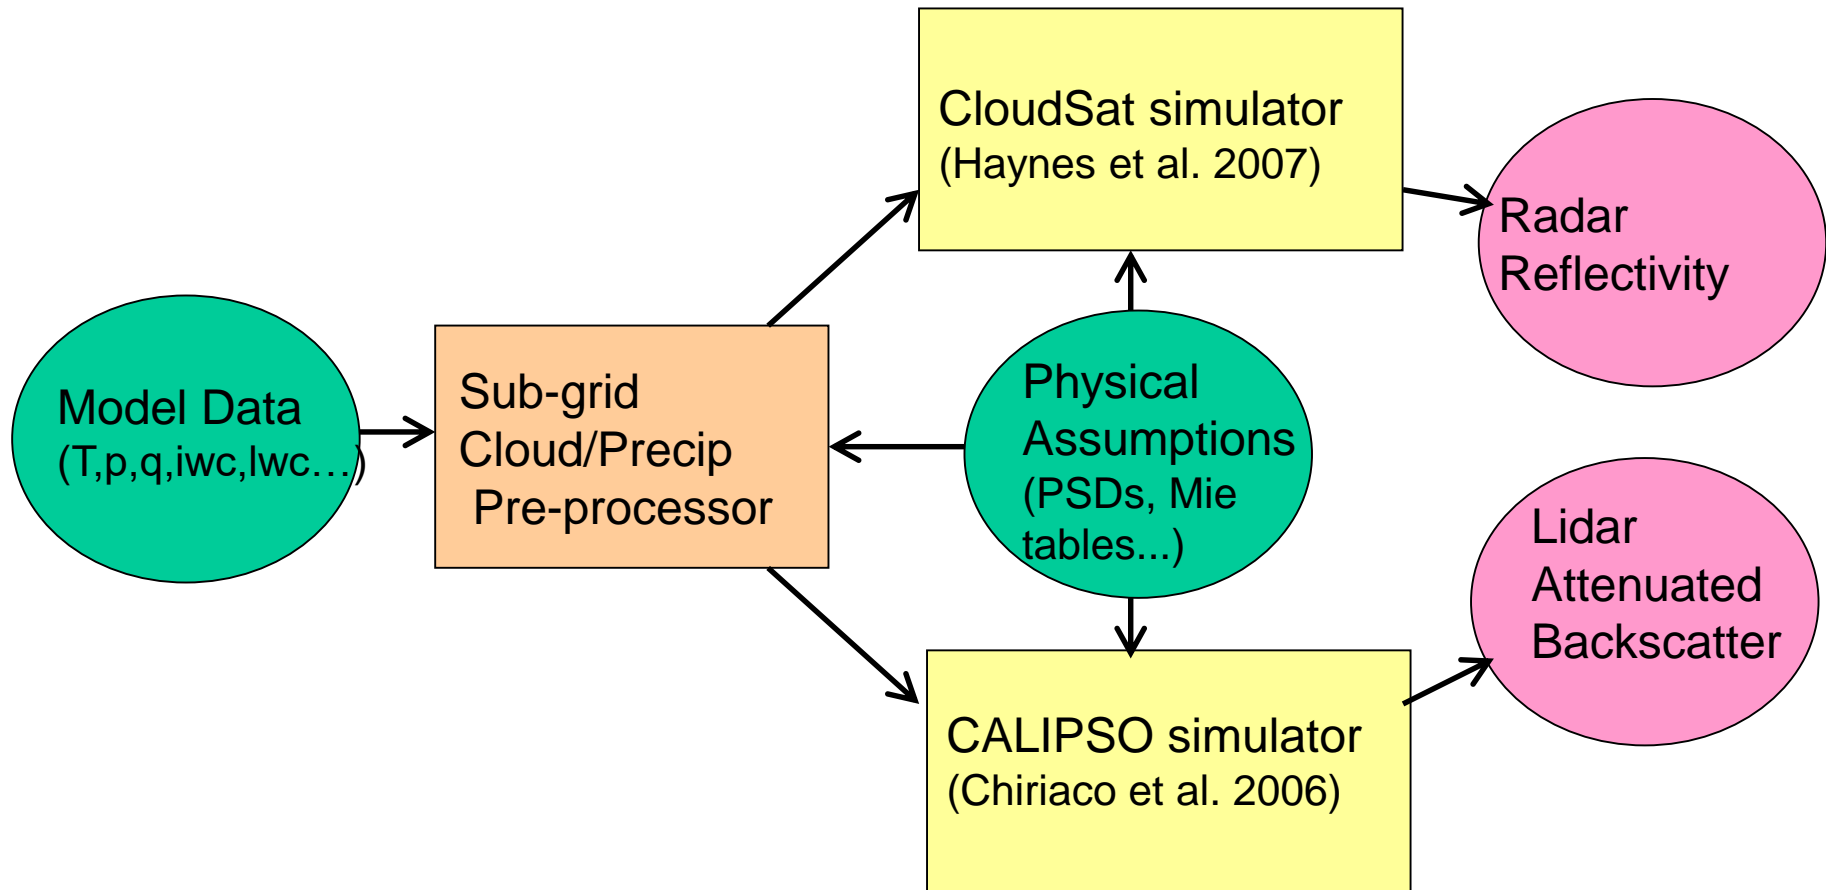 CloudSat simulator
(Haynes et al. 2007)
Radar
Reflectivity
Model Data
(T,p,q,iwc,lwc…)
Sub-grid
Cloud/Precip
Pre-processor
Physical
Assumptions
(PSDs, Mie
tables...)
Lidar
Attenuated
Backscatter
CALIPSO simulator
(Chiriaco et al. 2006)